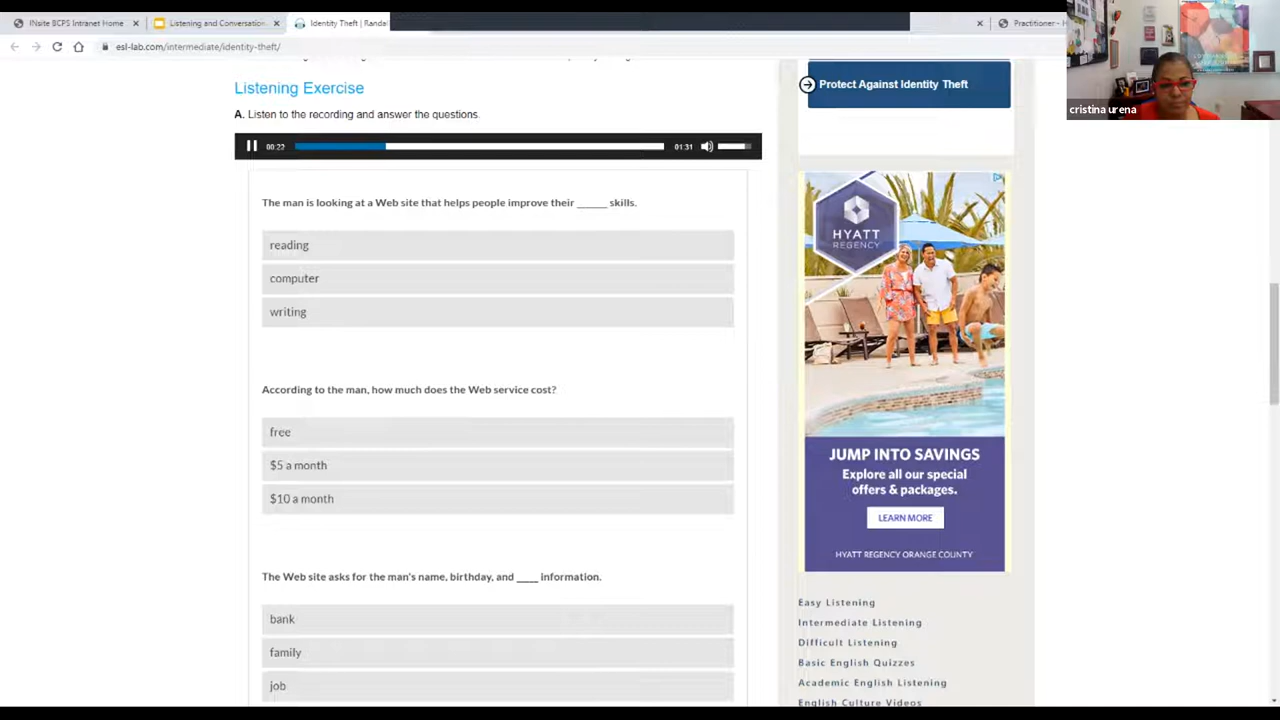 INsite BCPS Intranet Home
Listening and Conversation
Identity Theft | Randal
Practitioner -
esl-lab.com/intermediate/identity-theft/
cristina urena
Listening Exercise
A. Listen to the recording and answer the questions.
00:22
01:31
The man is looking at a Web site that helps people improve their _____ skills.
reading
computer
writing
According to the man, how much does the Web service cost?
free
$5 a month
$10 a month
The Web site asks for the man's name, birthday, and ____ information.
bank
family
job
Protect Against Identity Theft
HYATT
REGENCY
JUMP INTO SAVINGS
Explore all our special
offers & packages.
LEARN MORE
HYATT REGENCY ORANGE COUNTY
Easy Listening
Intermediate Listening
Difficult Listening
Basic English Quizzes
Academic English Listening
English Culture Videos